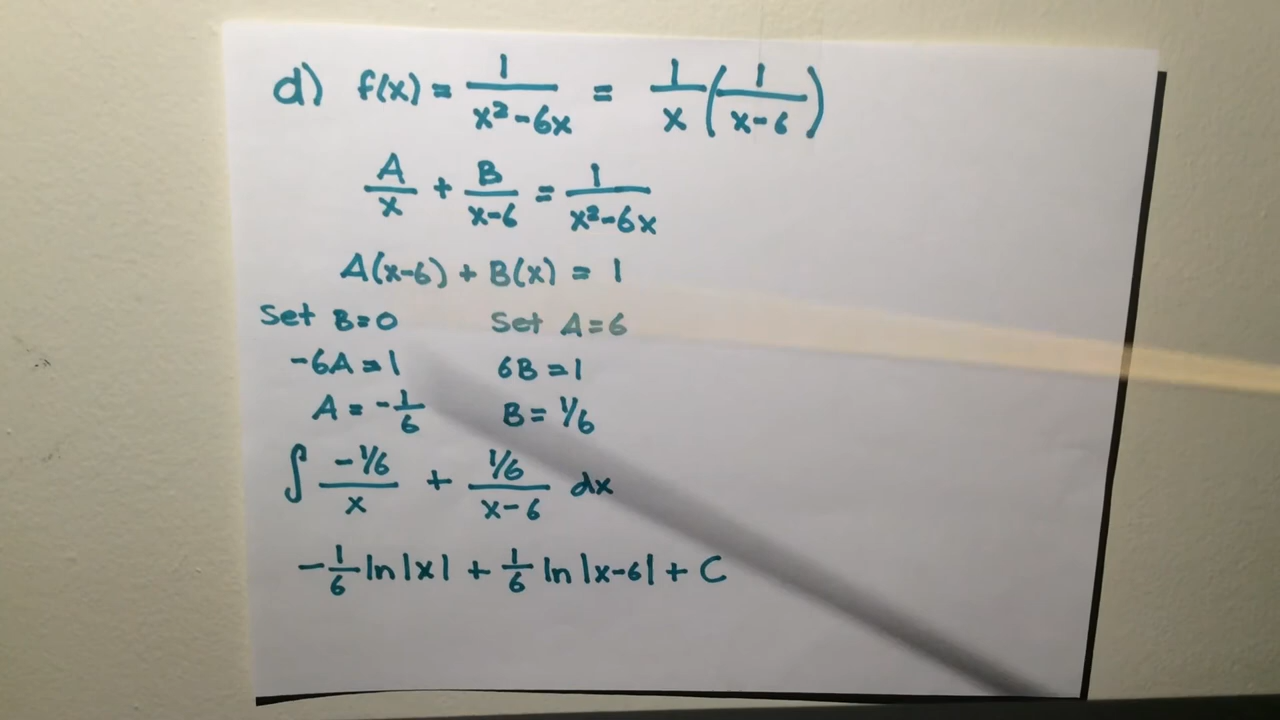 d) f(x) = 1/(x²-6x) = 1/x (1/(x-6))
A/x + B/(x-6) = 1/(x²-6x)
A(x-6) + B(x) = 1
Set B=0 Set A=6
-6A=1 6B=1
A = -1/6 B = 1/6
∫ (-1/6)/x + (1/6)/(x-6) dx
-1/6 ln|x| + 1/6 ln|x-6| + C